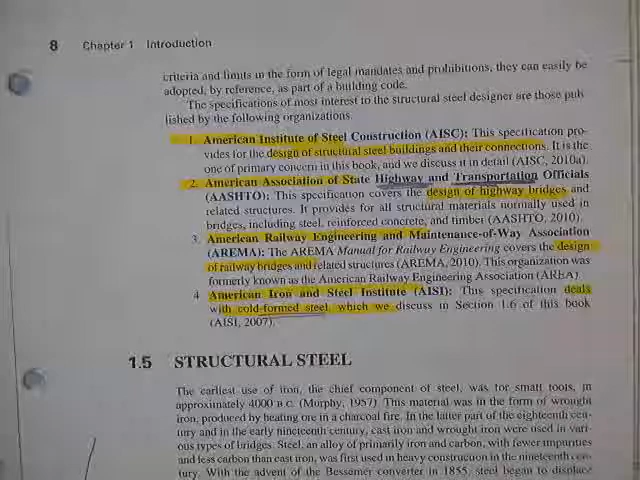 8 Chapter 1 Introduction
criteria and limits in the form of legal mandates and prohibitions, they can easily be
adopted, by reference, as part of a building code.
The specifications of most interest to the structural steel designer are those pub-
lished by the following organizations.
1. American Institute of Steel Construction (AISC): This specification pro-
vides for the design of structural steel buildings and their connections. It is the
one of primary concern in this book, and we discuss it in detail (AISC, 2010a).
2. American Association of State Highway and Transportation Officials
(AASHTO): This specification covers the design of highway bridges and
related structures. It provides for all structural materials normally used in
bridges, including steel, reinforced concrete, and timber (AASHTO, 2010).
3. American Railway Engineering and Maintenance-of-Way Association
(AREMA): The AREMA Manual for Railway Engineering covers the design
of railway bridges and related structures (AREMA, 2010). This organization was
formerly known as the American Railway Engineering Association (AREA).
4. American Iron and Steel Institute (AISI): This specification deals
with cold-formed steel, which we discuss in Section 1.6 of this book
(AISI, 2007).
1.5 STRUCTURAL STEEL
The earliest use of iron, the chief component of steel, was for small tools, in
approximately 4000 B.C. (Murphy, 1957). This material was in the form of wrought
iron, produced by heating ore in a charcoal fire. In the latter part of the eighteenth cen-
tury and in the early nineteenth century, cast iron and wrought iron were used in vari-
ous types of bridges. Steel, an alloy of primarily iron and carbon, with fewer impurities
and less carbon than cast iron, was first used in heavy construction in the nineteenth cen-
tury. With the advent of the Bessemer converter in 1855, steel began to displace